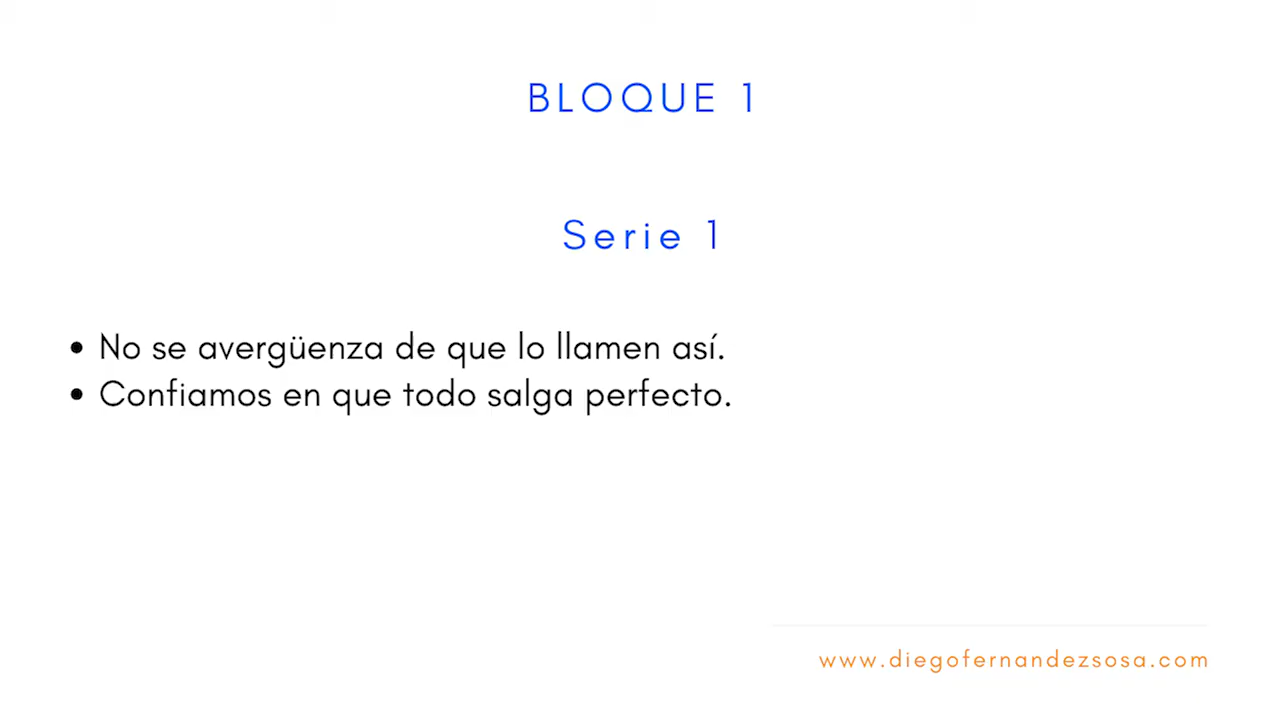 BLOQUE 1
Serie 1
• No se avergüenza de que lo llamen así.
• Confiamos en que todo salga perfecto.
www.diegofernandezsosa.com